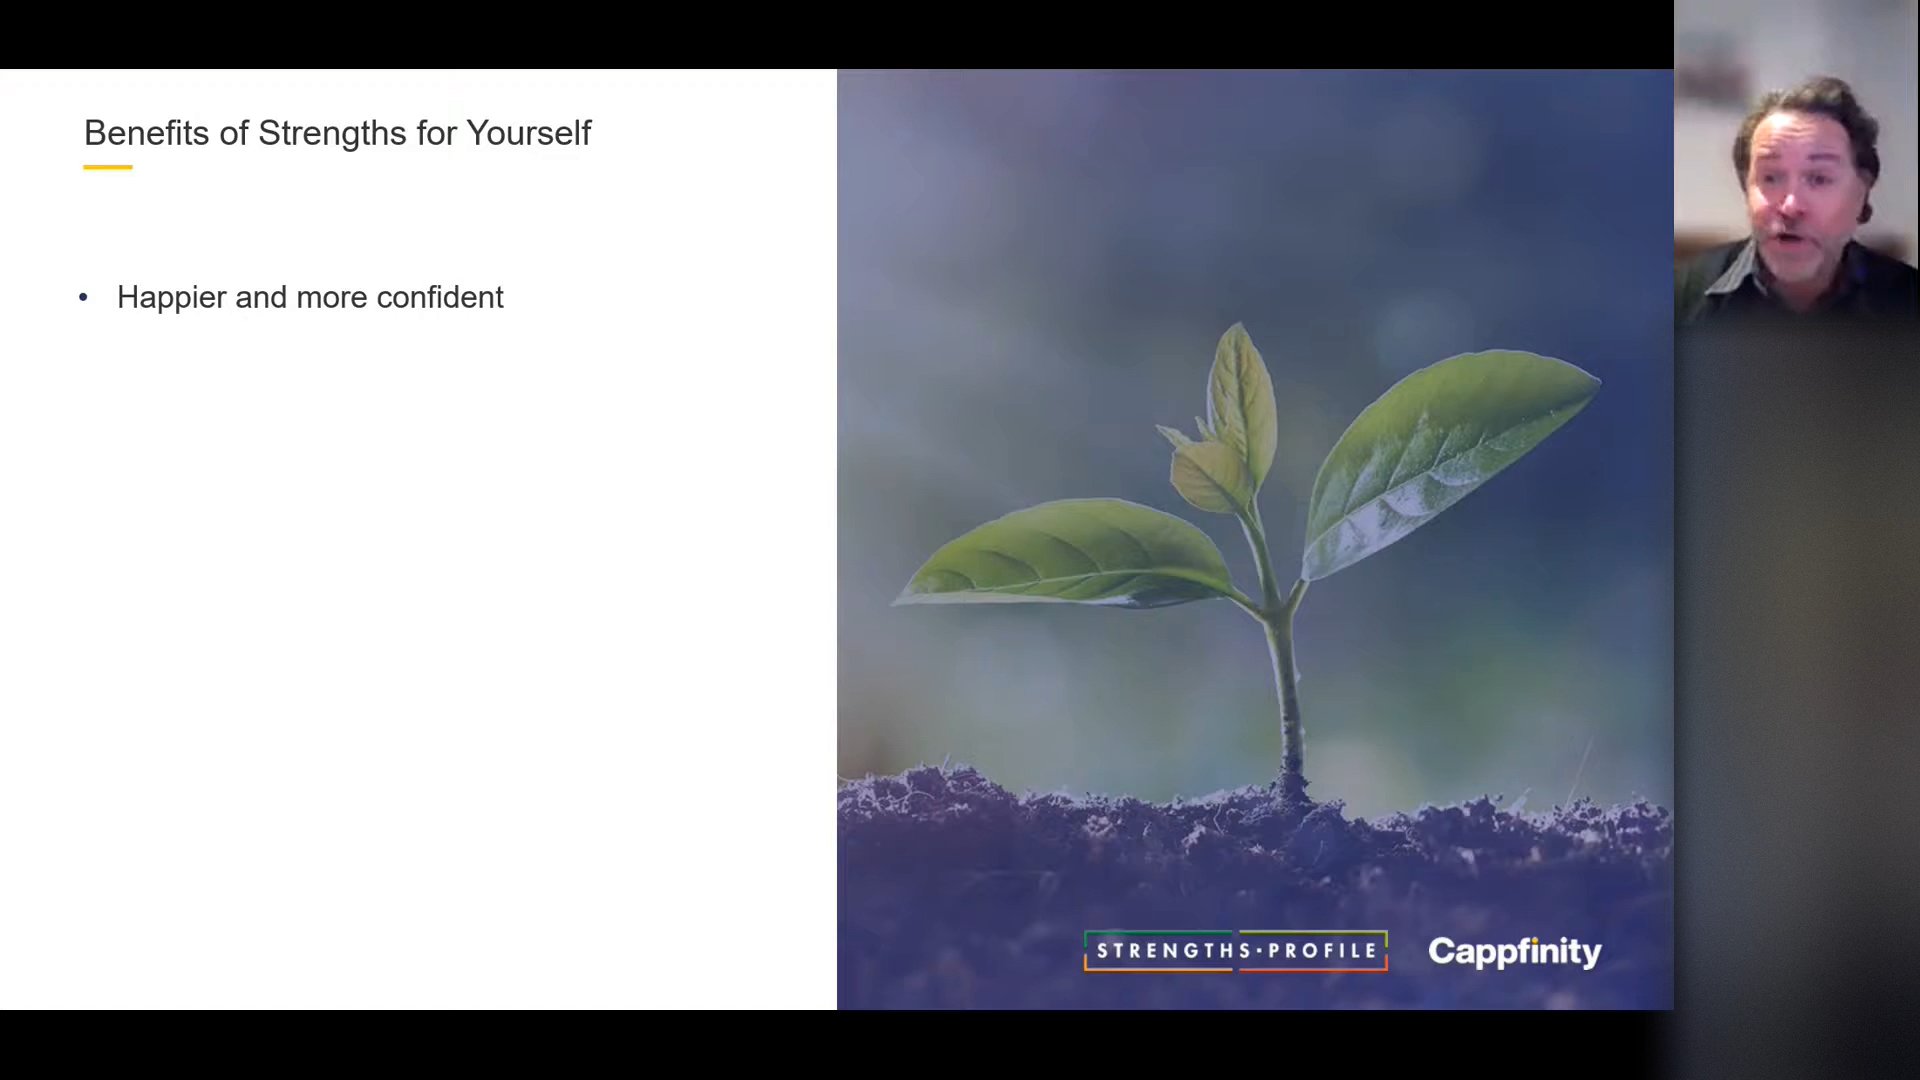 Benefits of Strengths for Yourself
• Happier and more confident
STRENGTHS·PROFILE
Cappfinity